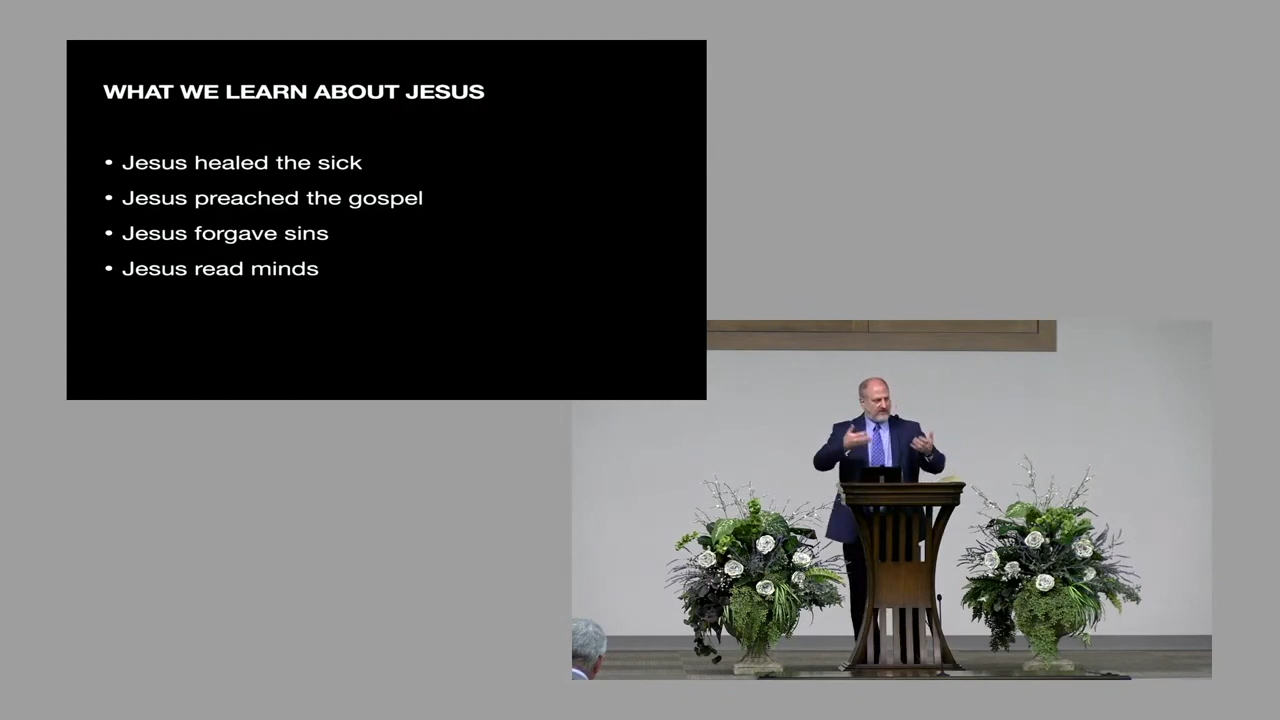 WHAT WE LEARN ABOUT JESUS
• Jesus healed the sick
• Jesus preached the gospel
• Jesus forgave sins
• Jesus read minds